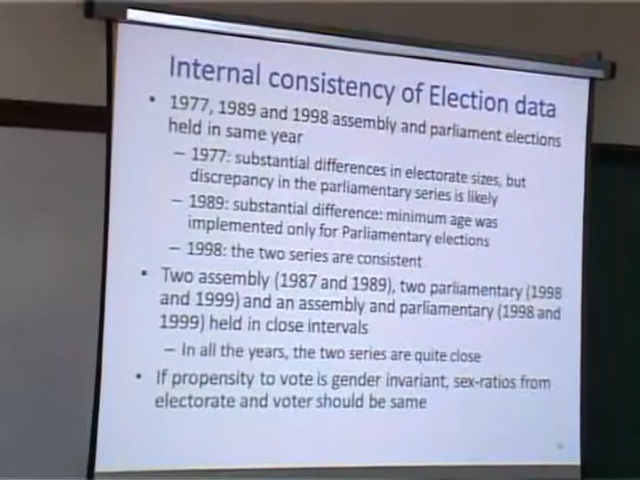 Internal consistency of Election data
• 1977, 1989 and 1998 assembly and parliament elections
held in same year
– 1977: substantial differences in electorate sizes, but
discrepancy in the parliamentary series is likely
– 1989: substantial difference: minimum age was
implemented only for Parliamentary elections
– 1998: the two series are consistent
• Two assembly (1987 and 1989), two parliamentary (1998
and 1999) and an assembly and parliamentary (1998 and
1999) held in close intervals
– In all the years, the two series are quite close
• If propensity to vote is gender invariant, sex-ratios from
electorate and voter should be same